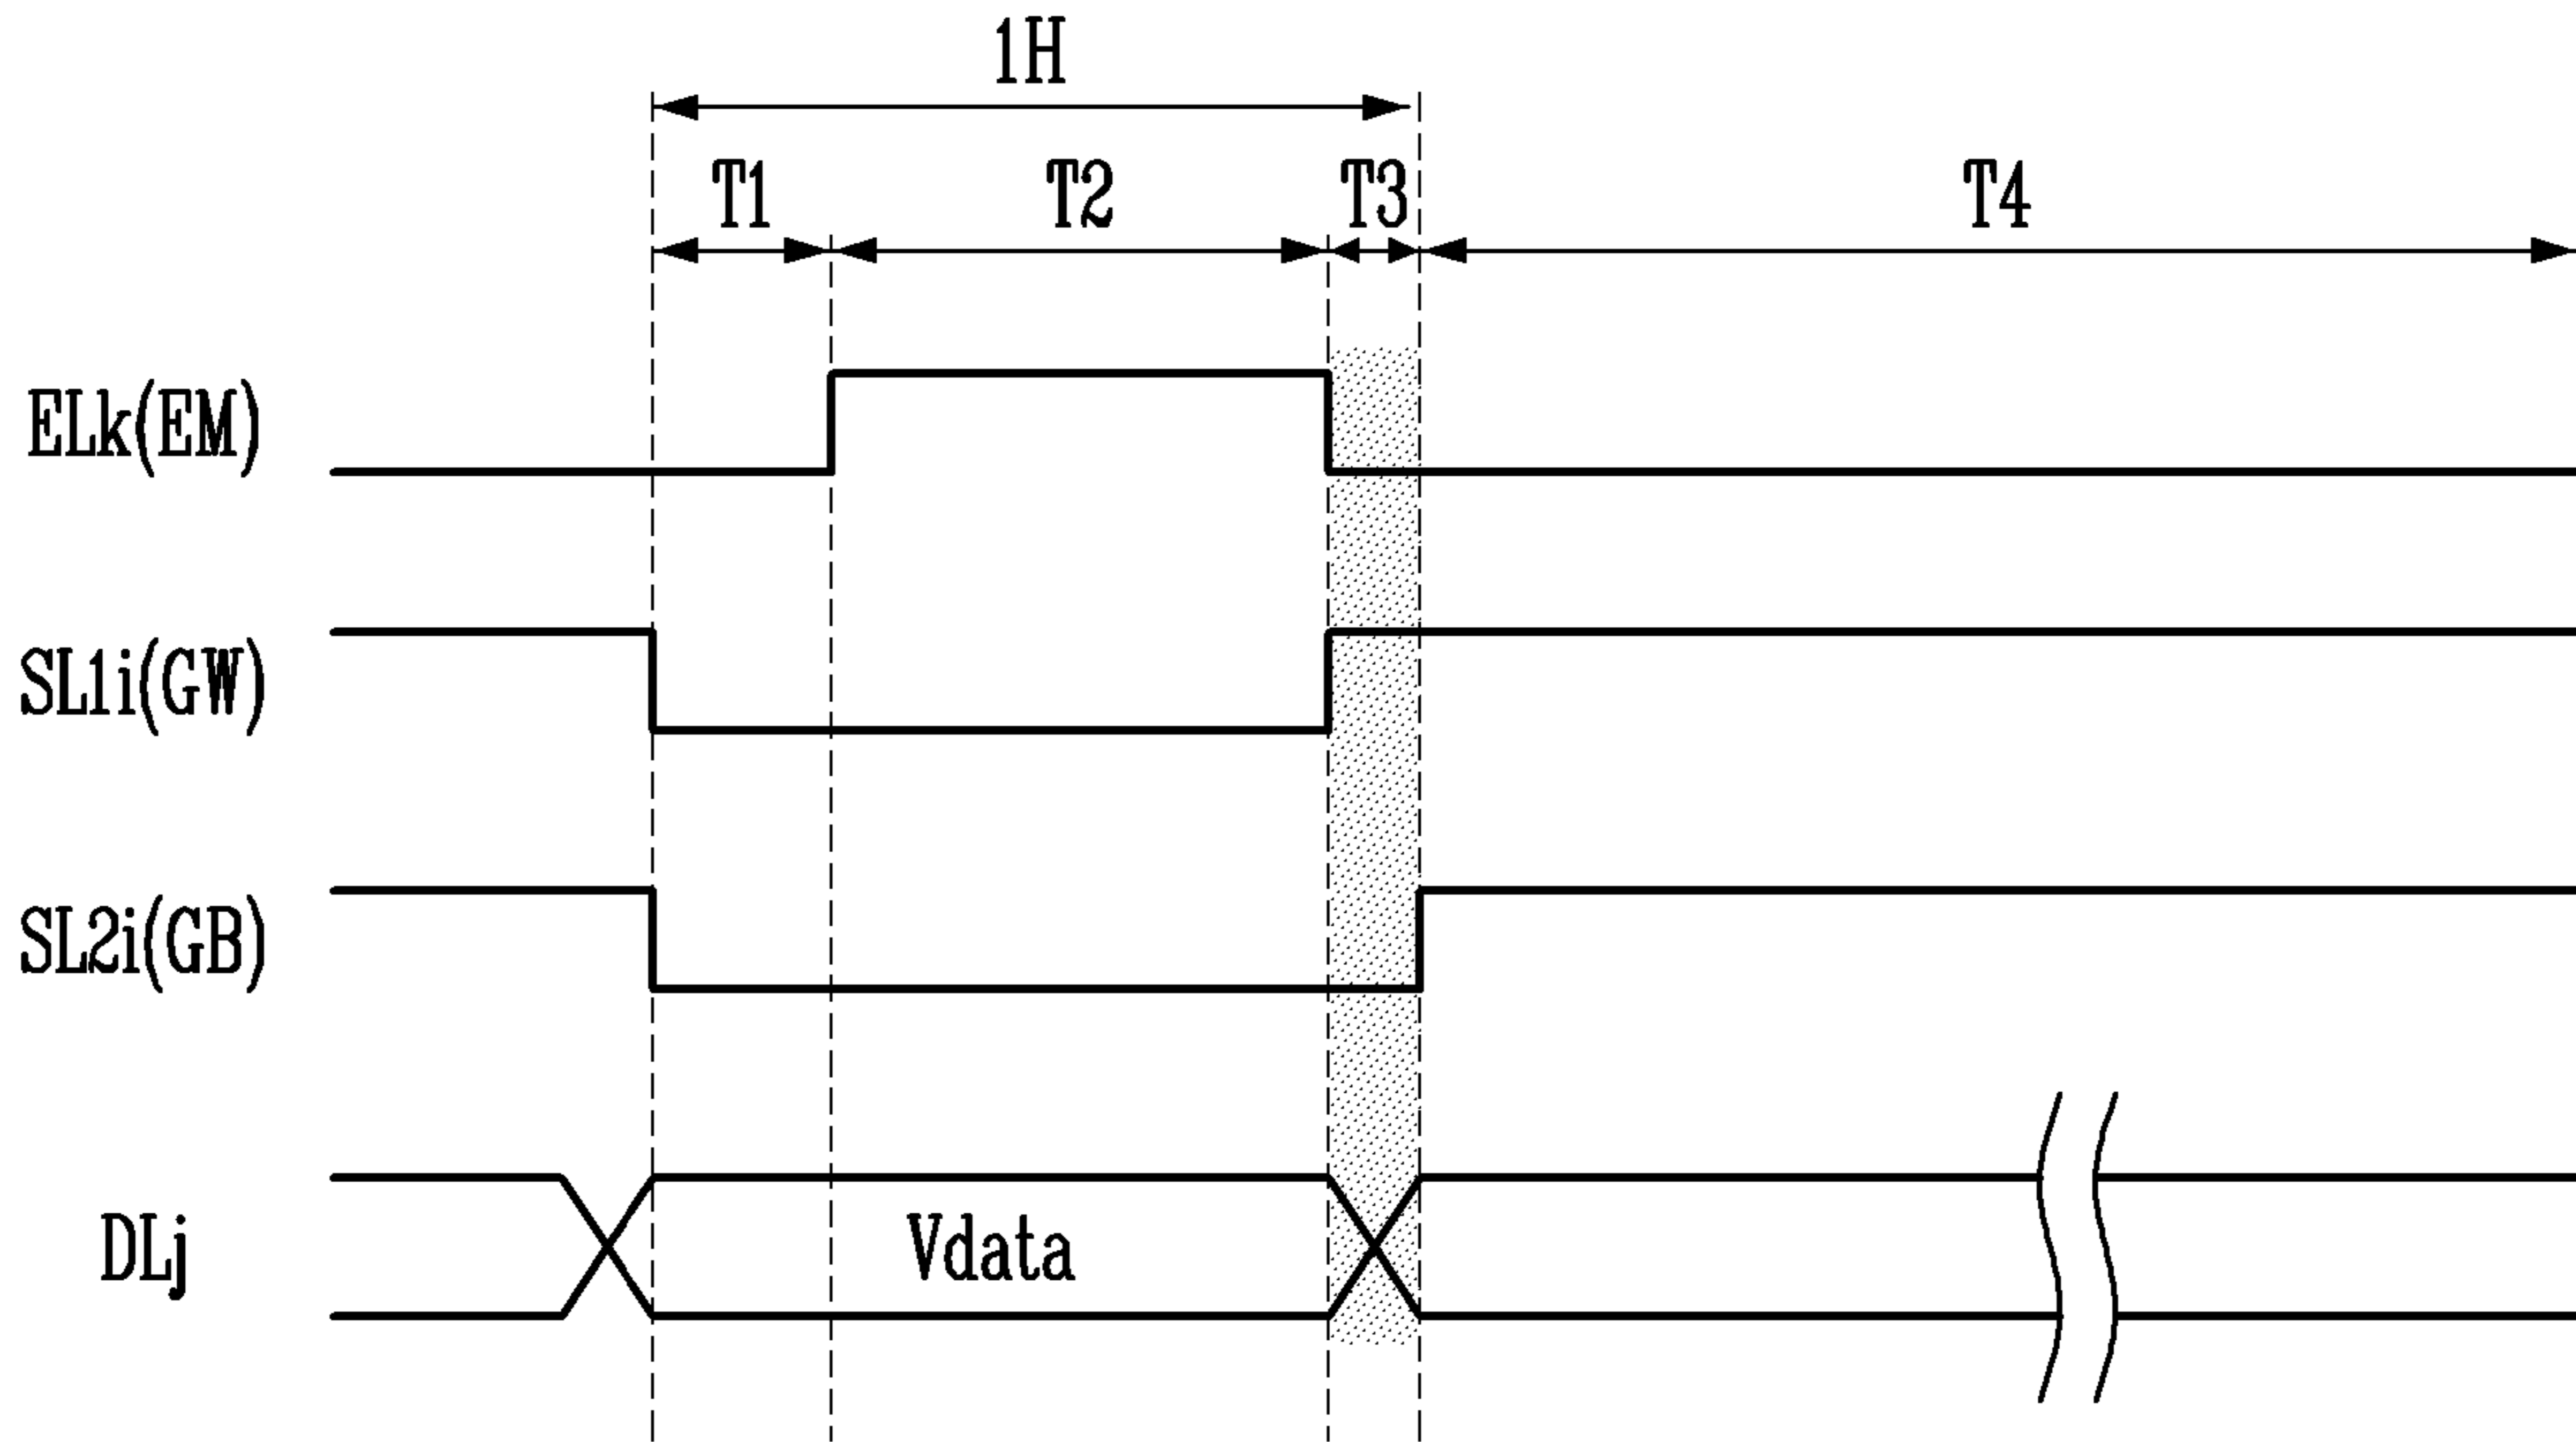 1H
T1 T2 T3 T4
ELk(EM)
SL1i(GW)
SL2i(GB)
DLj Vdata